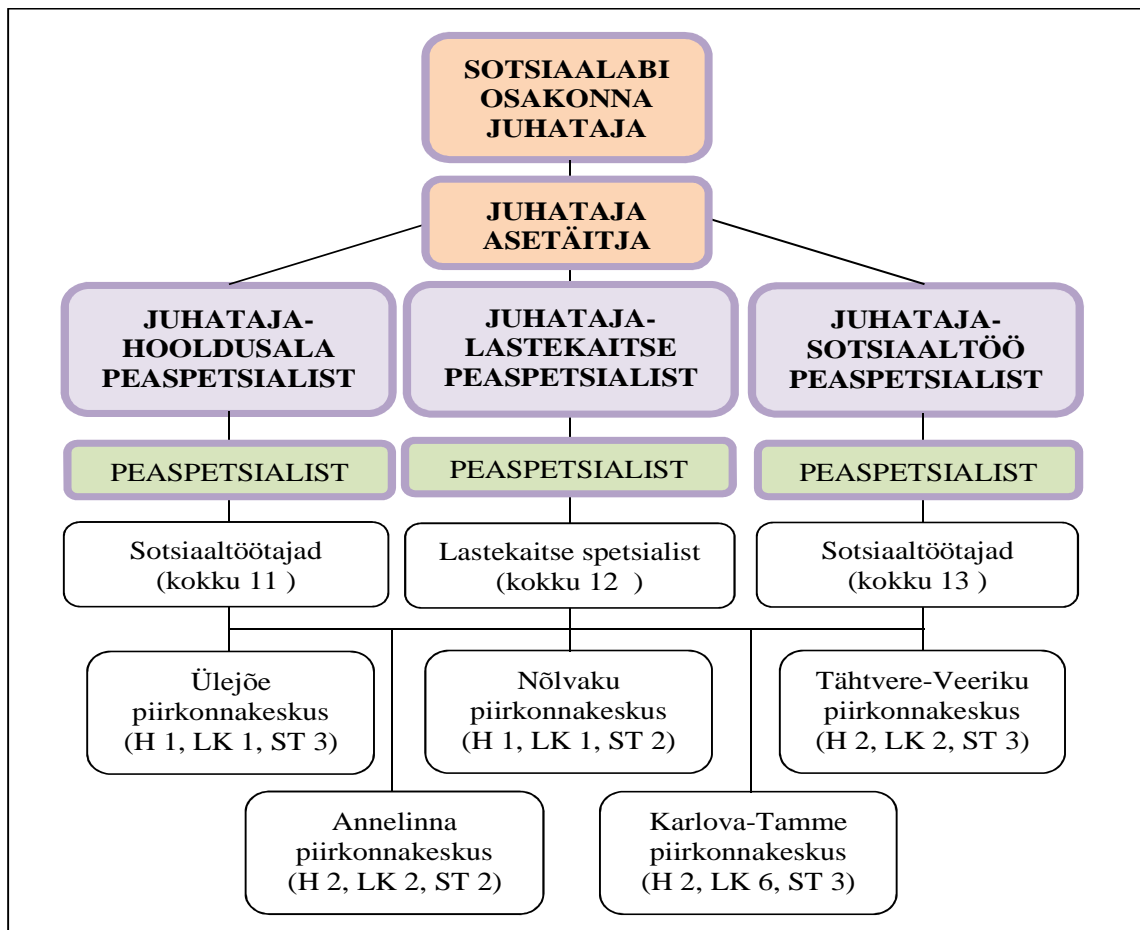 SOTSIAALABI
OSAKONNA
JUHATAJA
JUHATAJA
ASETÄITJA
JUHATAJA-
HOOLDUSALA
PEASPETSIALIST
JUHATAJA-
LASTEKAITSE
PEASPETSIALIST
JUHATAJA-
SOTSIAALTÖÖ
PEASPETSIALIST
PEASPETSIALIST
PEASPETSIALIST
PEASPETSIALIST
Sotsiaaltöötajad
(kokku 11 )
Lastekaitse spetsialist
(kokku 12 )
Sotsiaaltöötajad
(kokku 13 )
Ülejõe
piirkonnakeskus
(H 1, LK 1, ST 3)
Nõlvaku
piirkonnakeskus
(H 1, LK 1, ST 2)
Tähtvere-Veeriku
piirkonnakeskus
(H 2, LK 2, ST 3)
Annelinna
piirkonnakeskus
(H 2, LK 2, ST 2)
Karlova-Tamme
piirkonnakeskus
(H 2, LK 6, ST 3)